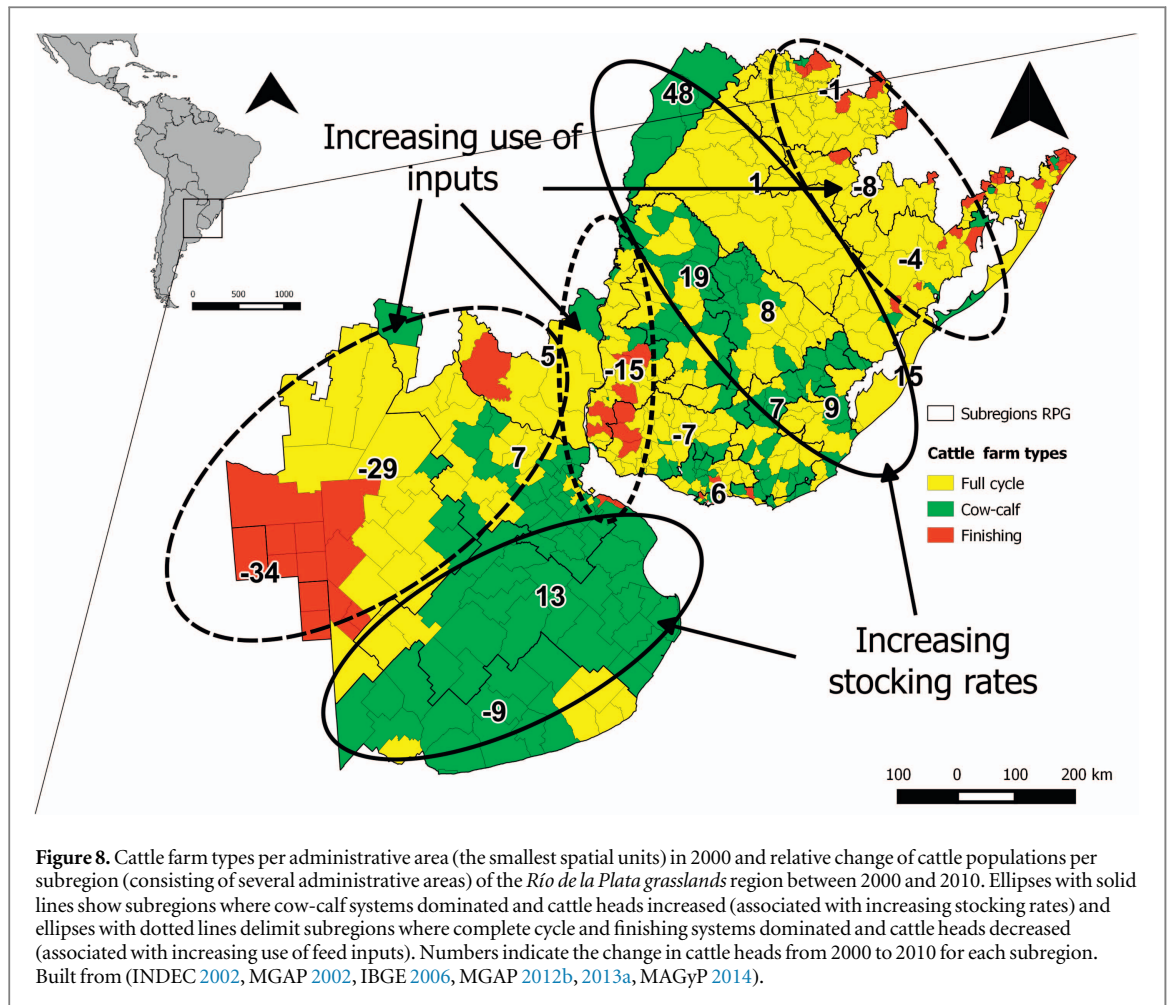 48
-1
Increasing use of
inputs
1
-8
19
-4
8
5
-15
15
7
9
-7
-29
7
6
-34
13
-9
0 500 1000
Subregions RPG
Cattle farm types
Full cycle
Cow-calf
Finishing
Increasing
stocking rates
100 0 100 200 km
Figure 8. Cattle farm types per administrative area (the smallest spatial units) in 2000 and relative change of cattle populations per
subregion (consisting of several administrative areas) of the Río de la Plata grasslands region between 2000 and 2010. Ellipses with solid
lines show subregions where cow-calf systems dominated and cattle heads increased (associated with increasing stocking rates) and
ellipses with dotted lines delimit subregions where complete cycle and finishing systems dominated and cattle heads decreased
(associated with increasing use of feed inputs). Numbers indicate the change in cattle heads from 2000 to 2010 for each subregion.
Built from (INDEC 2002, MGAP 2002, IBGE 2006, MGAP 2012b, 2013a, MAGyP 2014).